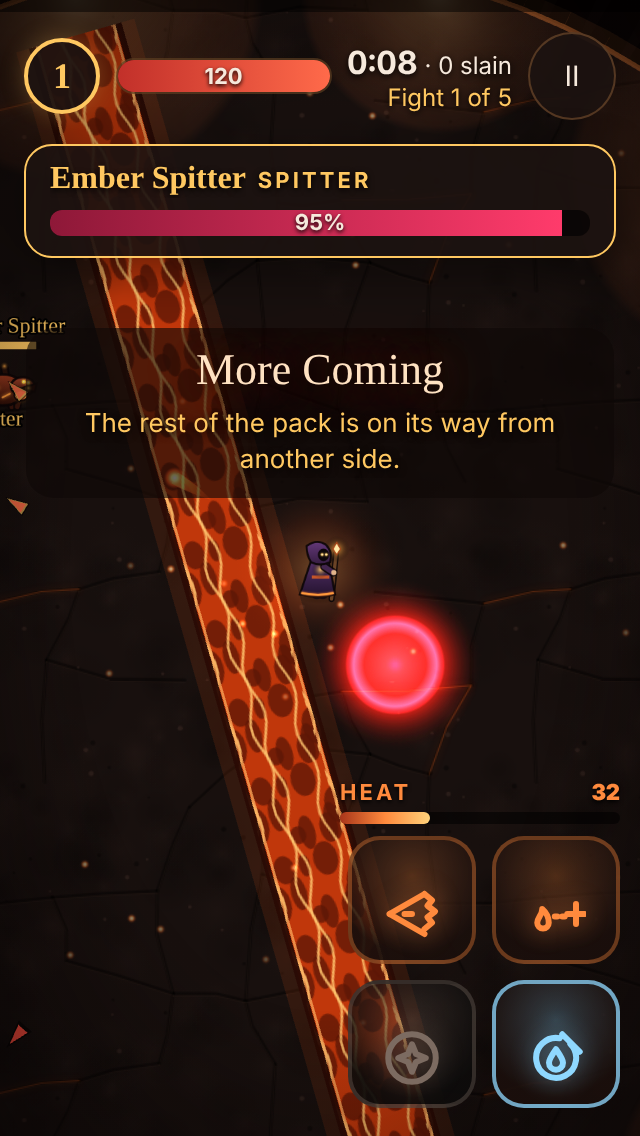 1
120
0:08 · 0 slain
Fight 1 of 5
Ember Spitter SPITTER
95%
Spitter
More Coming
The rest of the pack is on its way from
another side.
HEAT
32